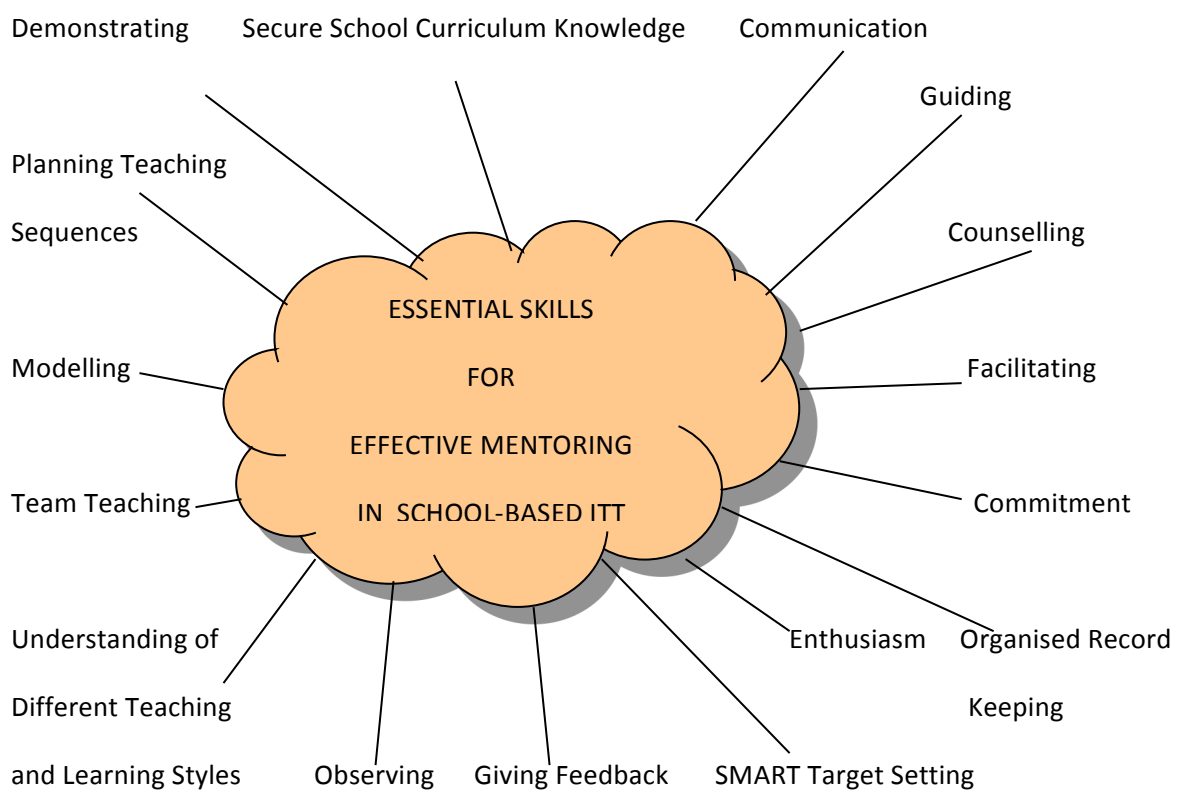 Demonstrating Secure School Curriculum Knowledge Communication
Guiding
Planning Teaching
Sequences Counselling
ESSENTIAL SKILLS
Modelling FOR Facilitating
EFFECTIVE MENTORING
Team Teaching IN SCHOOL-BASED ITT Commitment
Understanding of Enthusiasm Organised Record
Different Teaching Keeping
and Learning Styles Observing Giving Feedback SMART Target Setting